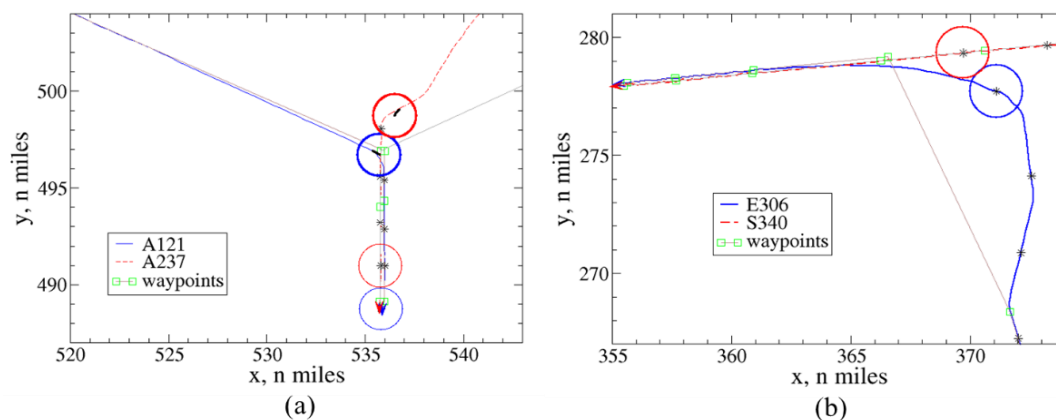 500
495
490
520
525
530
535
540
y, n miles
x, n miles
A121
A237
waypoints
(a)
280
275
270
355
360
365
370
y, n miles
x, n miles
E306
S340
waypoints
(b)